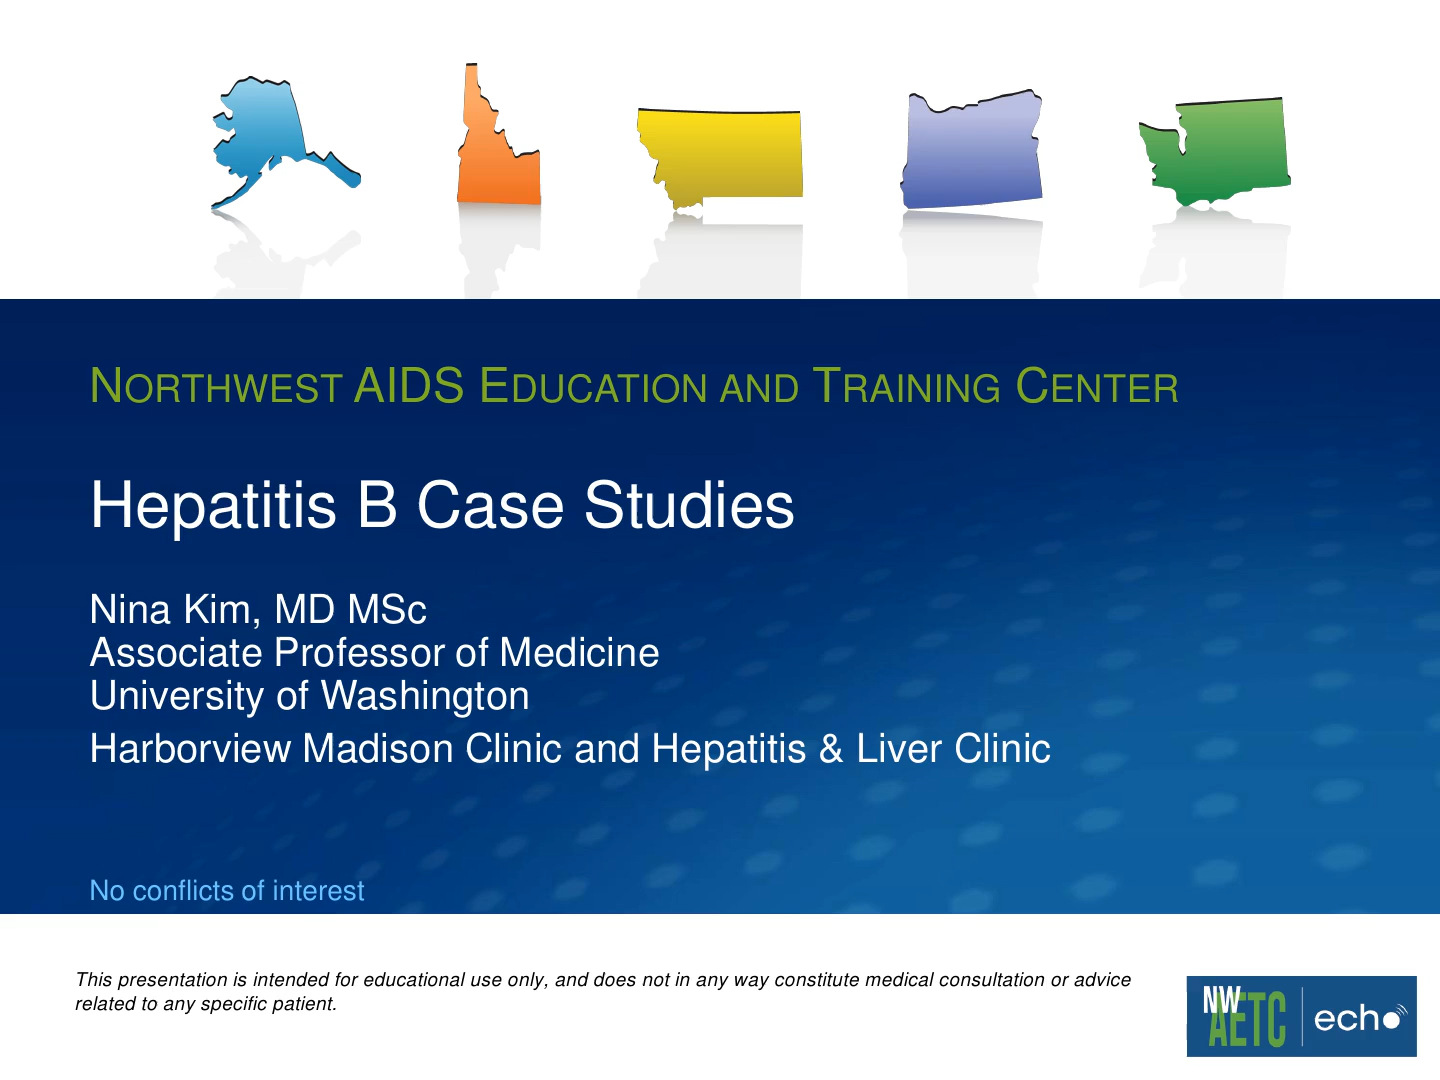 NORTHWEST AIDS EDUCATION AND TRAINING CENTER
Hepatitis B Case Studies
Nina Kim, MD MSc
Associate Professor of Medicine
University of Washington
Harborview Madison Clinic and Hepatitis & Liver Clinic
No conflicts of interest
This presentation is intended for educational use only, and does not in any way constitute medical consultation or advice
related to any specific patient.
NW
AETC
echo